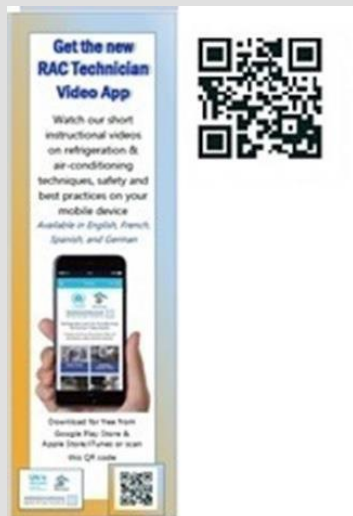 Get the new
RAC Technician
Video App
Watch our short
instructional videos
on refrigeration &
air-conditioning
techniques, safety and
best practices on your
mobile device
Available in English, French,
Spanish, and German
Download for free from
Google Play Store &
Apple Store/iTunes or scan
this QR code